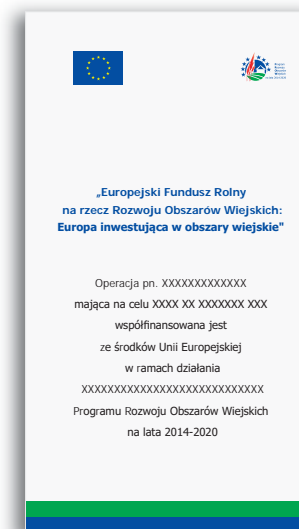 „Europejski Fundusz Rolny
na rzecz Rozwoju Obszarów Wiejskich:
Europa inwestująca w obszary wiejskie"
Operacja pn. XXXXXXXXXXXXX
mająca na celu XXXX XX XXXXXXX XXX
współfinansowana jest
ze środków Unii Europejskiej
w ramach działania
XXXXXXXXXXXXXXXXXXXXXXXXXXXX
Programu Rozwoju Obszarów Wiejskich
na lata 2014-2020